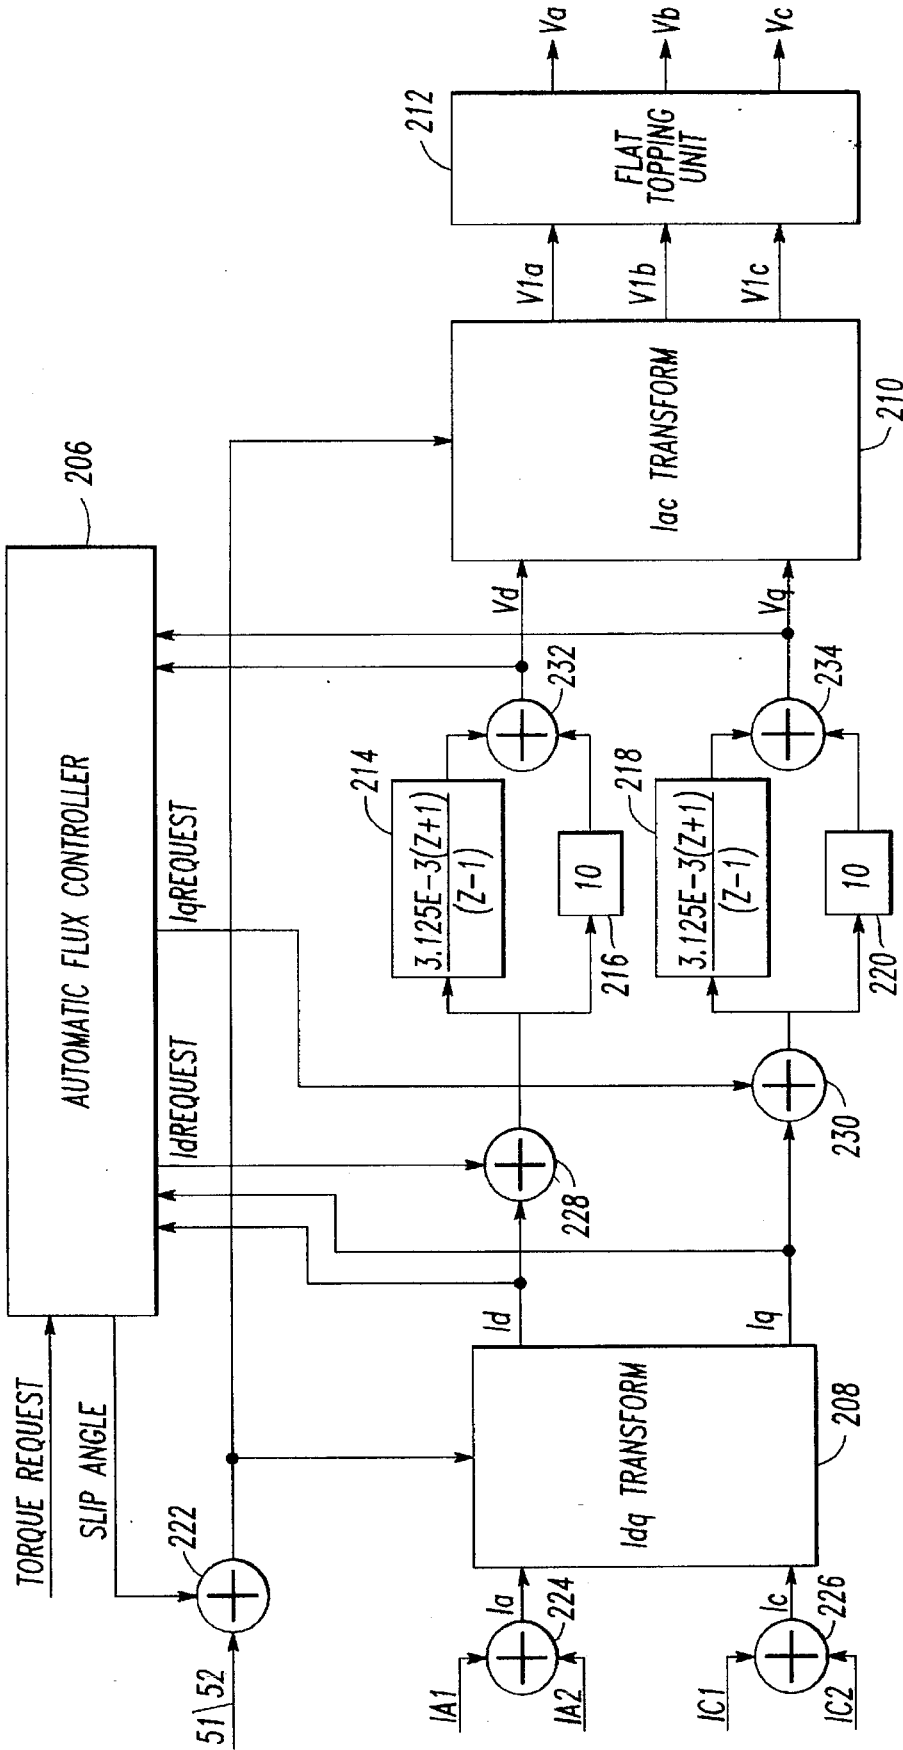 TORQUE REQUEST
SLIP ANGLE
AUTOMATIC FLUX CONTROLLER
206
IdREQUEST
IqREQUEST
51\52
222
IA1
IA2
224
Ia
IC1
IC2
226
Ic
Idq TRANSFORM
208
Id
Iq
228
230
3.125E-3(Z+1)
(Z-1)
214
10
216
3.125E-3(Z+1)
(Z-1)
218
10
220
232
234
Vd
Vq
Iac TRANSFORM
210
V1a
V1b
V1c
FLAT
TOPPING
UNIT
212
Va
Vb
Vc